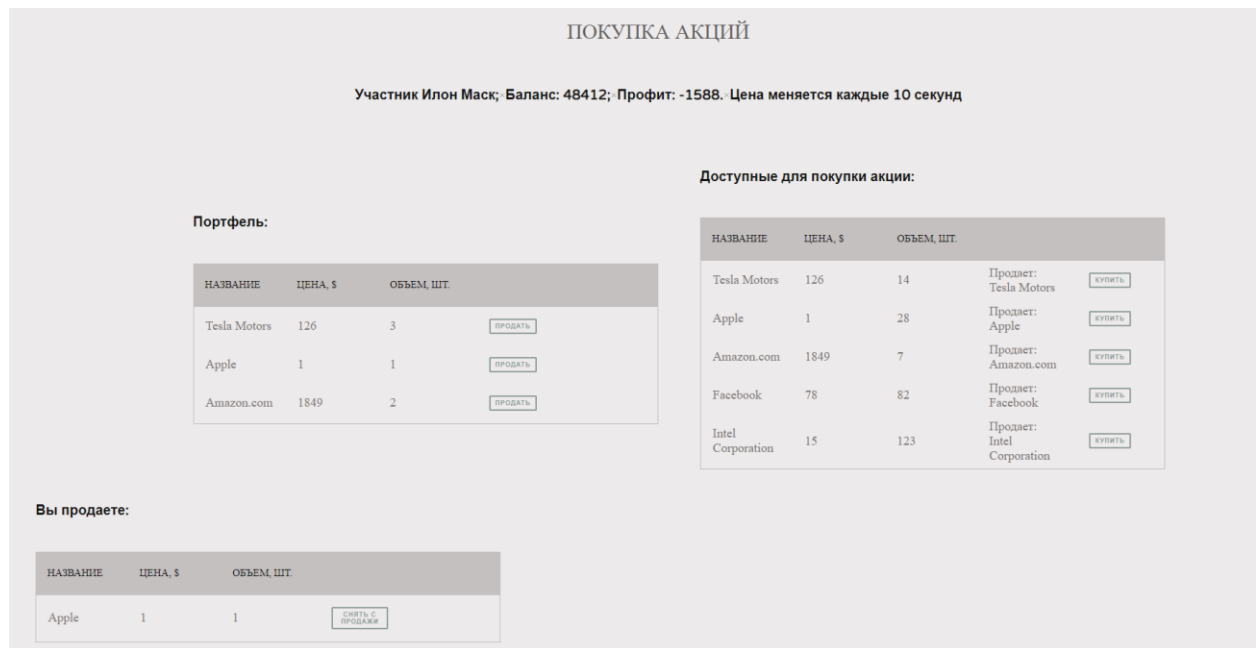 ПОКУПКА АКЦИЙ
Участник Илон Маск; Баланс: 48412; Профит: -1588. Цена меняется каждые 10 секунд
Портфель:
НАЗВАНИЕ ЦЕНА, $ ОБЪЕМ, ШТ.
Tesla Motors 126 3 ПРОДАТЬ
Apple 1 1 ПРОДАТЬ
Amazon.com 1849 2 ПРОДАТЬ
Доступные для покупки акции:
НАЗВАНИЕ ЦЕНА, $ ОБЪЕМ, ШТ.
Tesla Motors 126 14 Продает:
Tesla Motors КУПИТЬ
Apple 1 28 Продает:
Apple КУПИТЬ
Amazon.com 1849 7 Продает:
Amazon.com КУПИТЬ
Facebook 78 82 Продает:
Facebook КУПИТЬ
Intel
Corporation 15 123 Продает:
Intel
Corporation КУПИТЬ
Вы продаете:
НАЗВАНИЕ ЦЕНА, $ ОБЪЕМ, ШТ.
Apple 1 1 СНЯТЬ С
ПРОДАЖИ